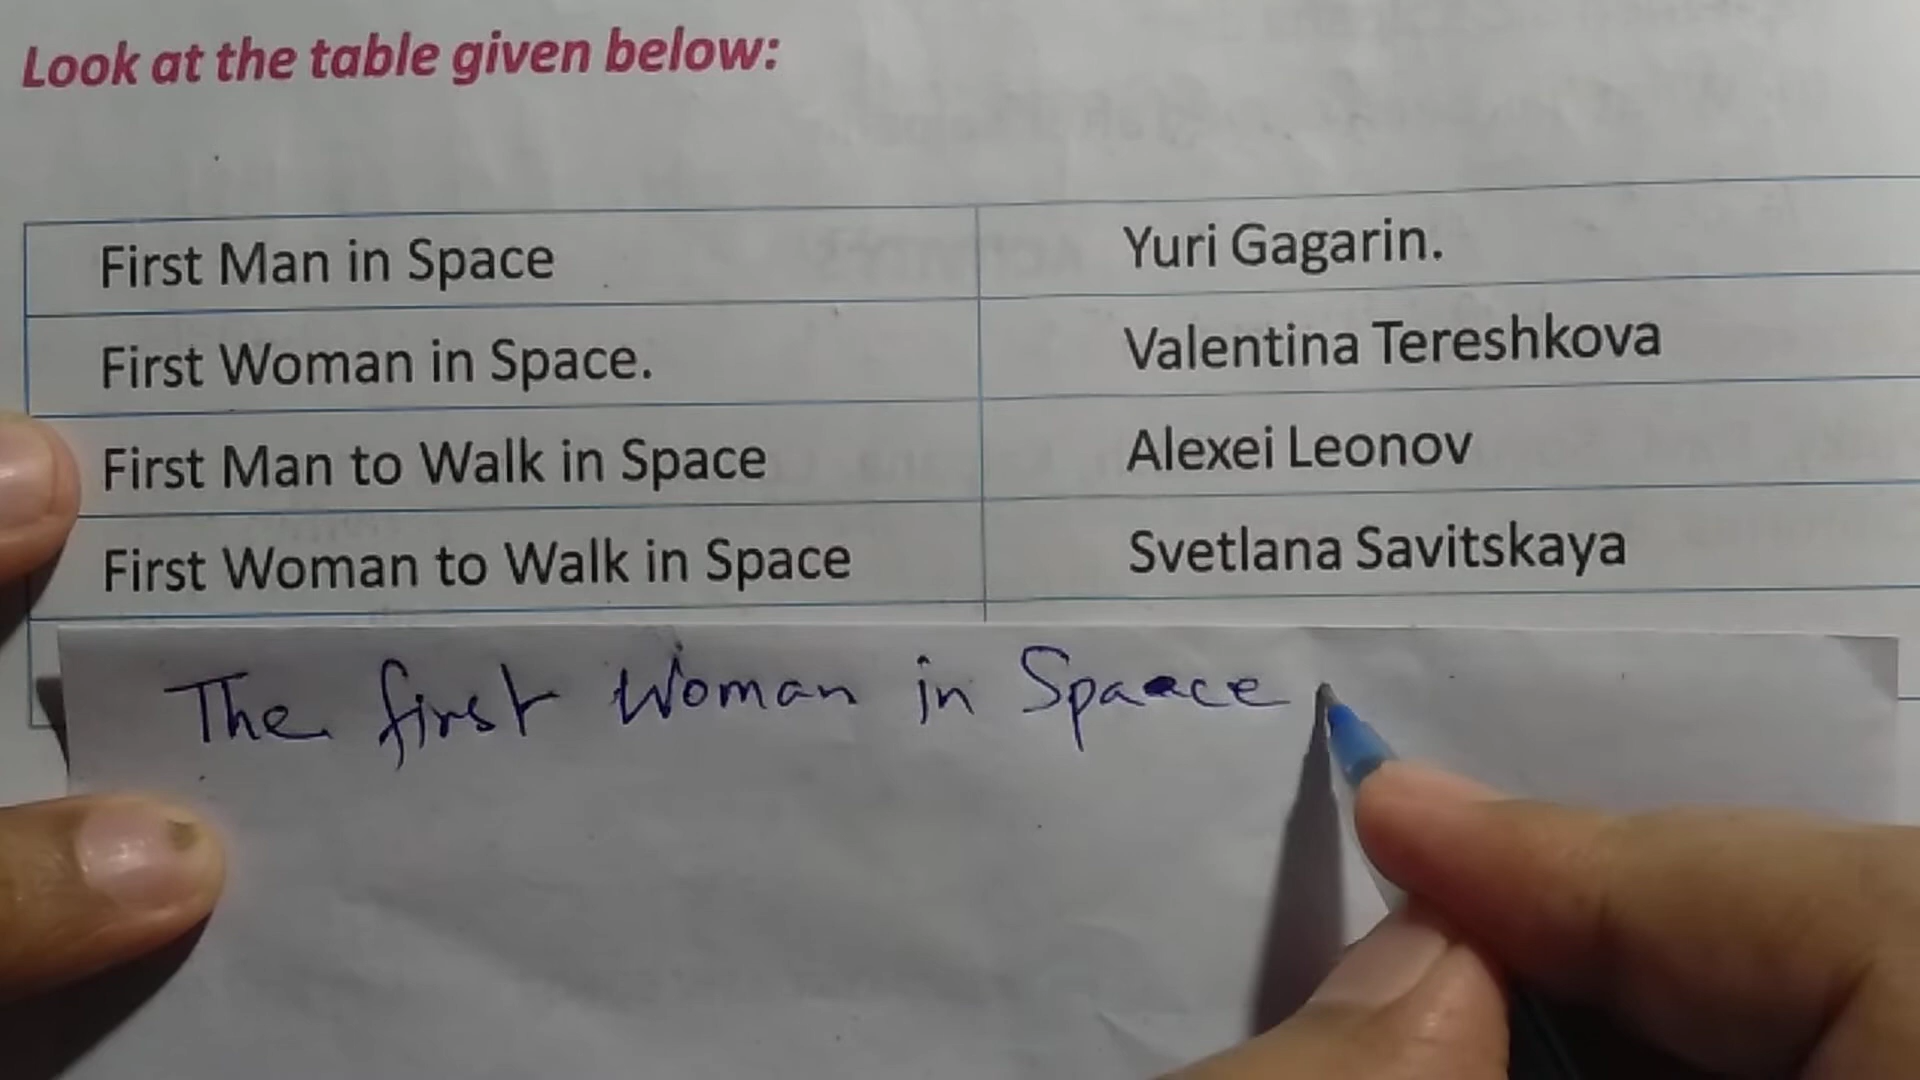 Look at the table given below:
First Man in Space Yuri Gagarin.
First Woman in Space. Valentina Tereshkova
First Man to Walk in Space Alexei Leonov
First Woman to Walk in Space Svetlana Savitskaya
The first Woman in Spaace